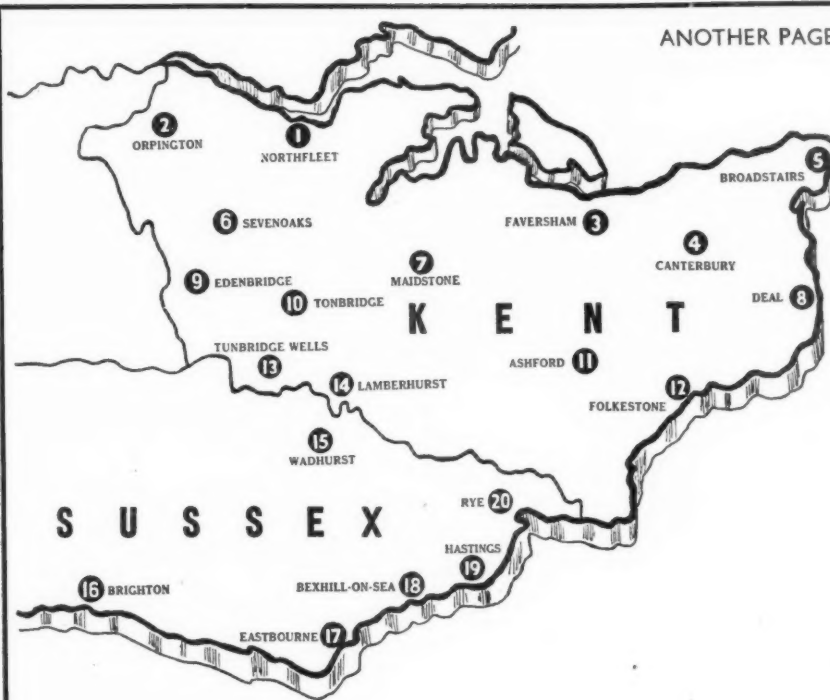 ANOTHER PAGE
2
ORPINGTON
1
NORTHFLEET
5
BROADSTAIRS
6 SEVENOAKS
FAVERSHAM 3
4
CANTERBURY
7
MAIDSTONE
9 EDENBRIDGE
10 TONBRIDGE
DEAL 8
KENT
TUNBRIDGE WELLS
13
ASHFORD 11
14 LAMBERHURST
12
FOLKESTONE
15
WADHURST
RYE 20
SUSSEX
HASTINGS
19
16 BRIGHTON
BEXHILL-ON-SEA 18
EASTBOURNE 17